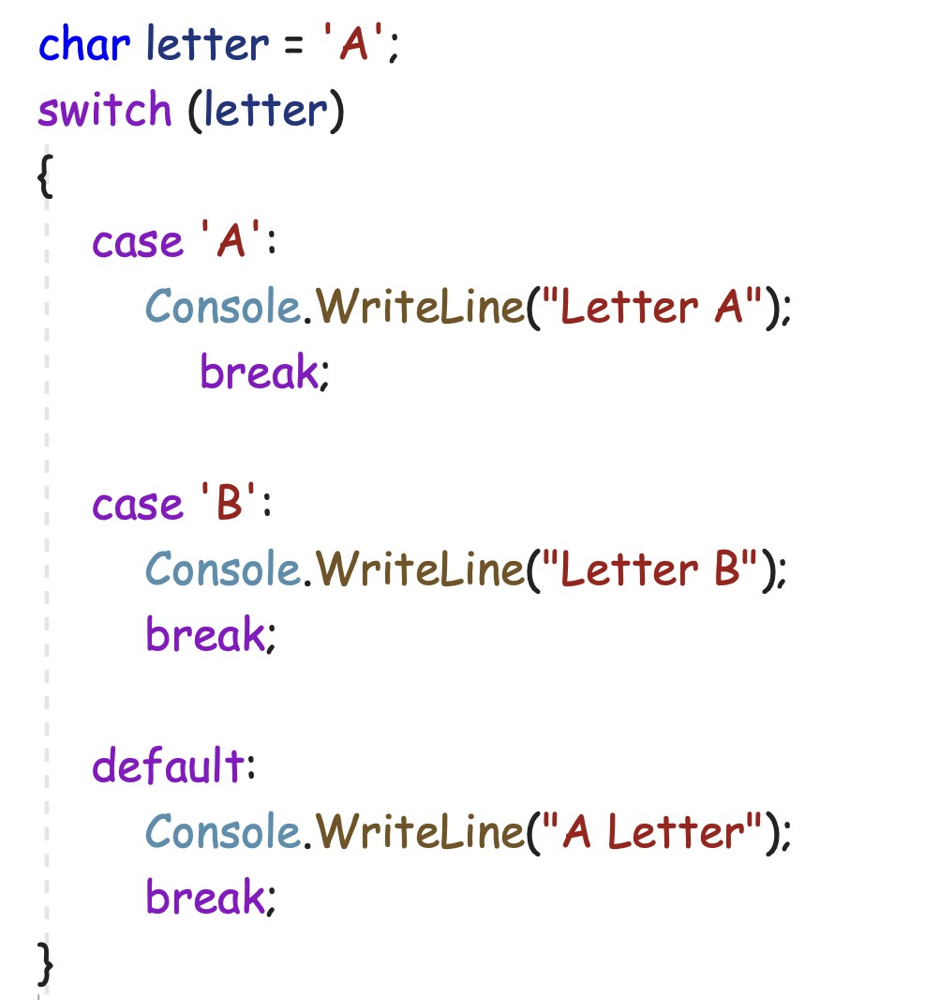 char letter = 'A';
switch (letter)
{
case 'A':
Console.WriteLine("Letter A");
break;
case 'B':
Console.WriteLine("Letter B");
break;
default:
Console.WriteLine("A Letter");
break;
}